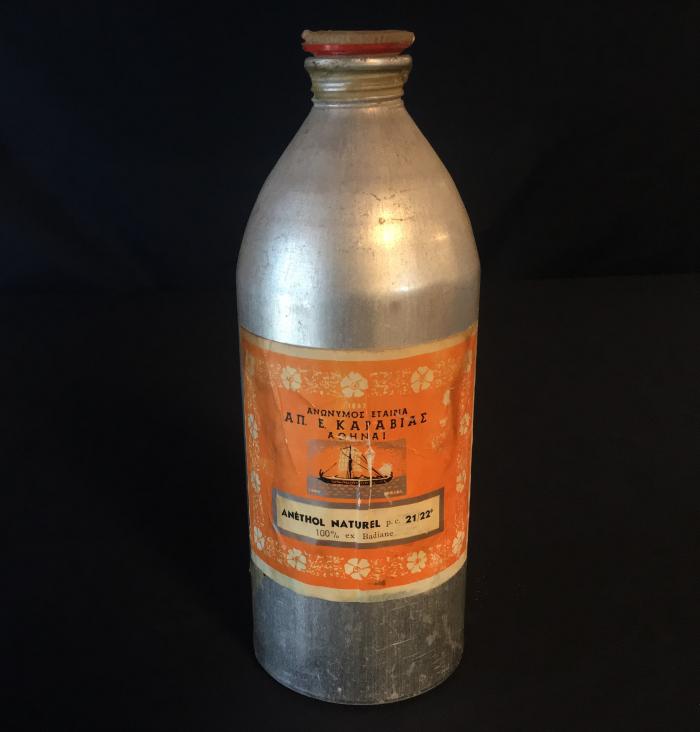 ΑΝΩΝΥΜΟΣ ΕΤΑΙΡΙΑ
ΑΠ. Ε. ΚΑΡΑΒΙΑΣ
ΑΘΗΝΑΙ
ANÉTHOL NATUREL p. c. 21/22°
100% ex Badiane